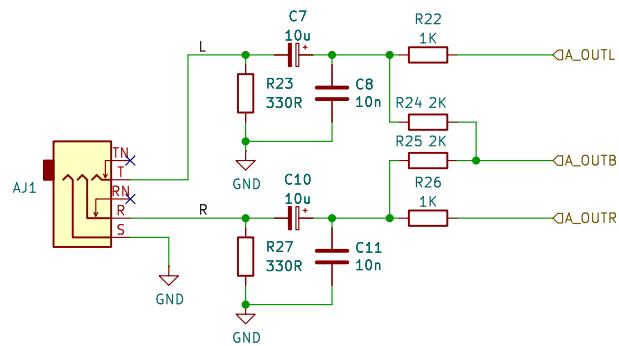 C7
10u
+
L
R22
1K
A_OUTL
R23
330R
C8
10n
R24 2K
R25 2K
A_OUTB
GND
AJ1
TN
T
RN
R
S
C10
10u
+
R
R26
1K
A_OUTR
R27
330R
C11
10n
GND
GND